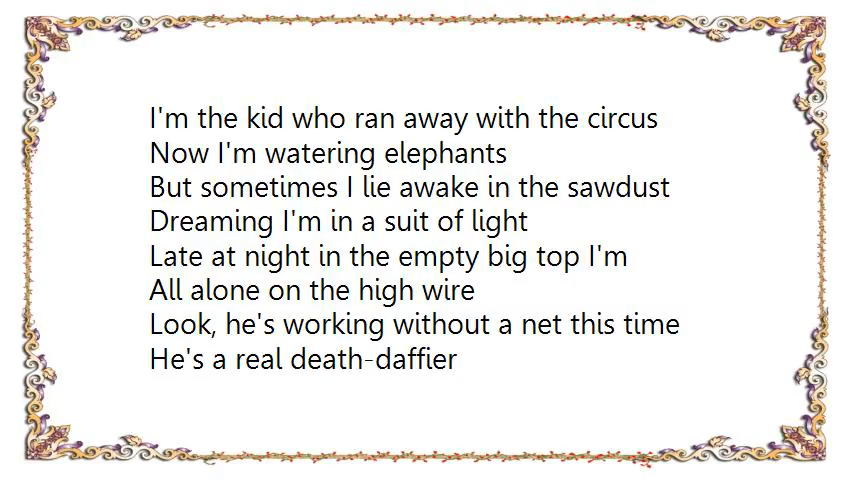 I'm the kid who ran away with the circus
Now I'm watering elephants
But sometimes I lie awake in the sawdust
Dreaming I'm in a suit of light
Late at night in the empty big top I'm
All alone on the high wire
Look, he's working without a net this time
He's a real death-daffier